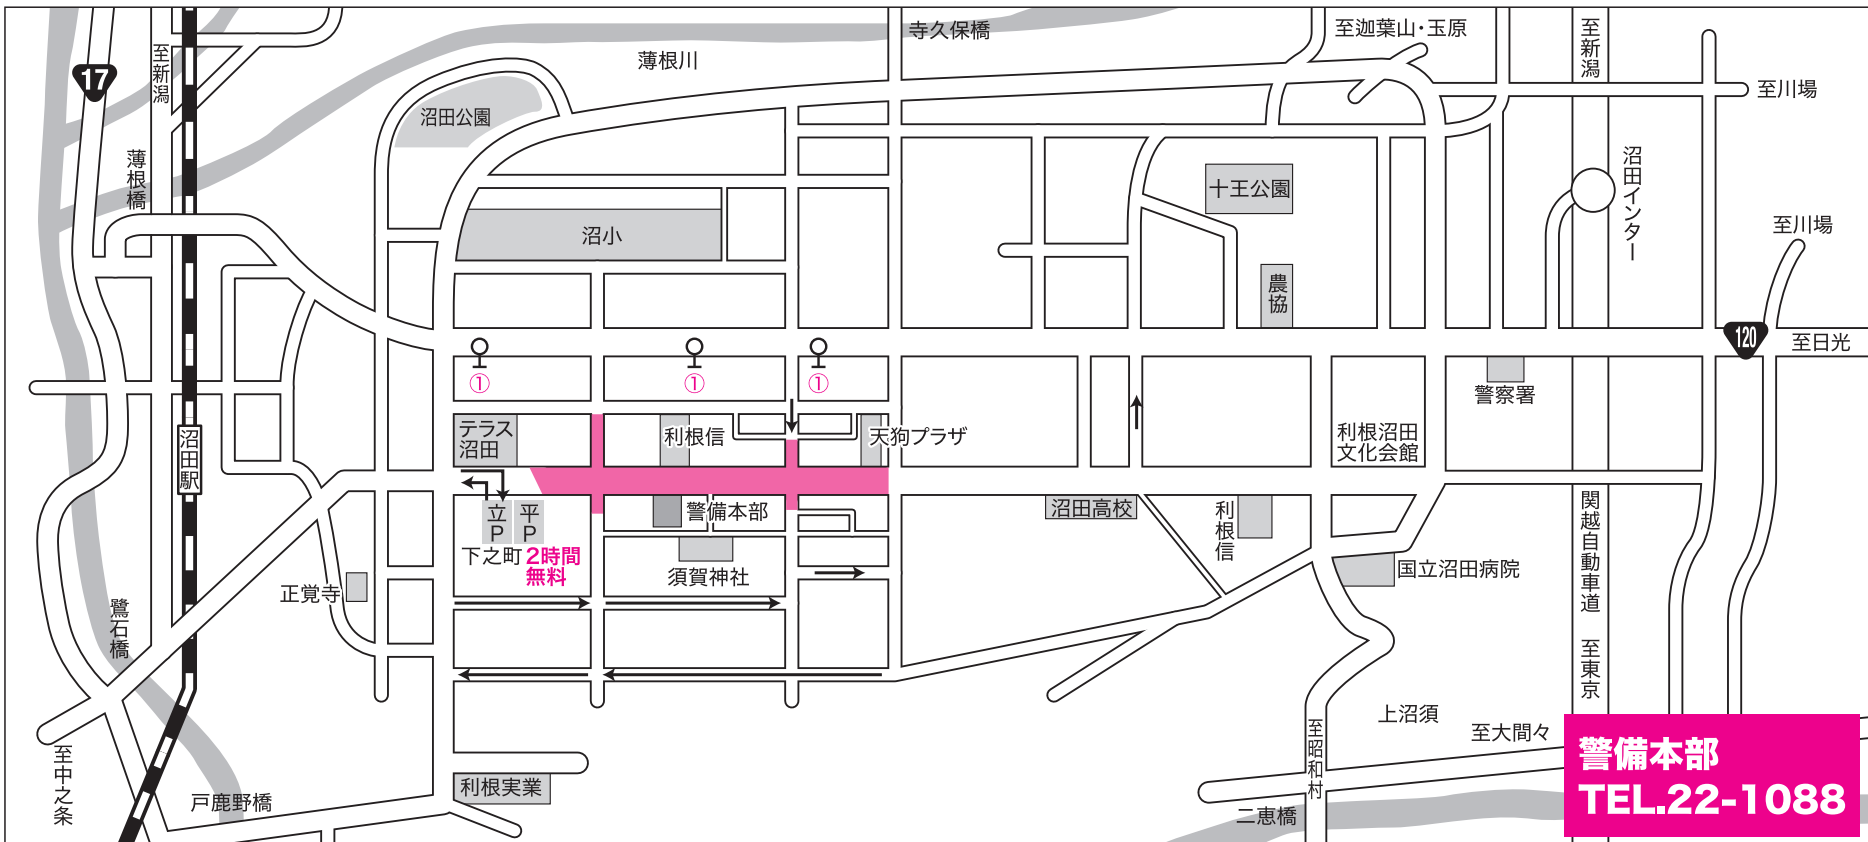 寺久保橋
至迦葉山・玉原
至新潟
17
至新潟
薄根川
至川場
沼田公園
薄根橋
十王公園
沼田インター
至川場
沼小
農協
120
至日光
①
①
①
警察署
テラス
沼田
利根信
天狗プラザ
利根沼田
文化会館
沼田駅
立P
平P
警備本部
沼田高校
利根信
関越自動車道
下之町
2時間
無料
須賀神社
国立沼田病院
正覚寺
鷺石橋
至東京
上沼須
至大間々
至昭和村
至中之条
戸鹿野橋
利根実業
二恵橋
警備本部
TEL.22-1088